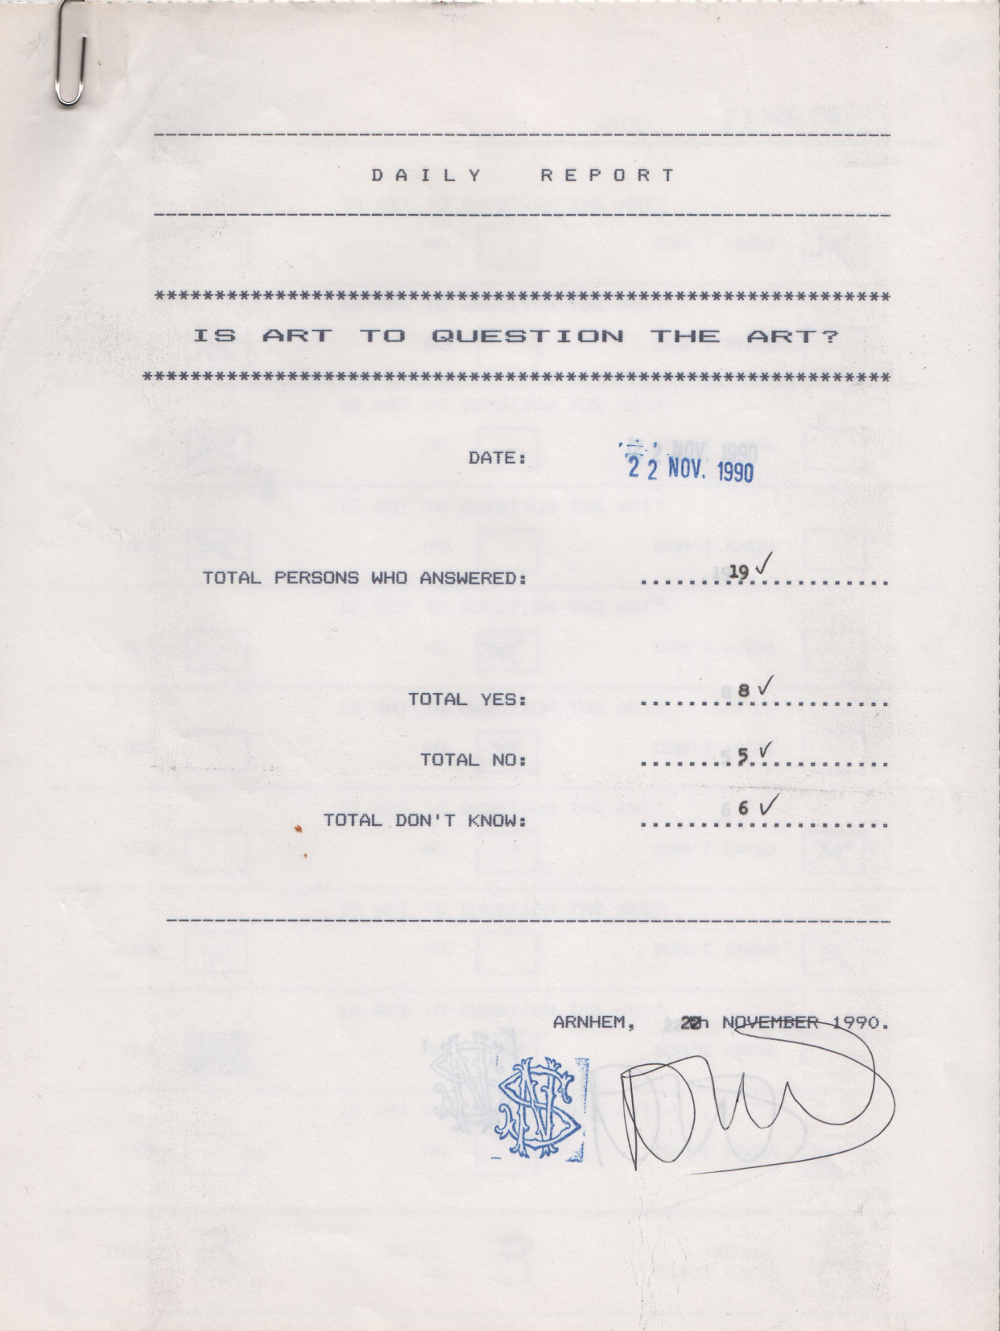 DAILY REPORT
IS ART TO QUESTION THE ART?
DATE: 22 NOV. 1990
TOTAL PERSONS WHO ANSWERED: 19 ✓
TOTAL YES: 8 ✓
TOTAL NO: 5 ✓
TOTAL DON'T KNOW: 6 ✓
ARNHEM, NOVEMBER 1990.